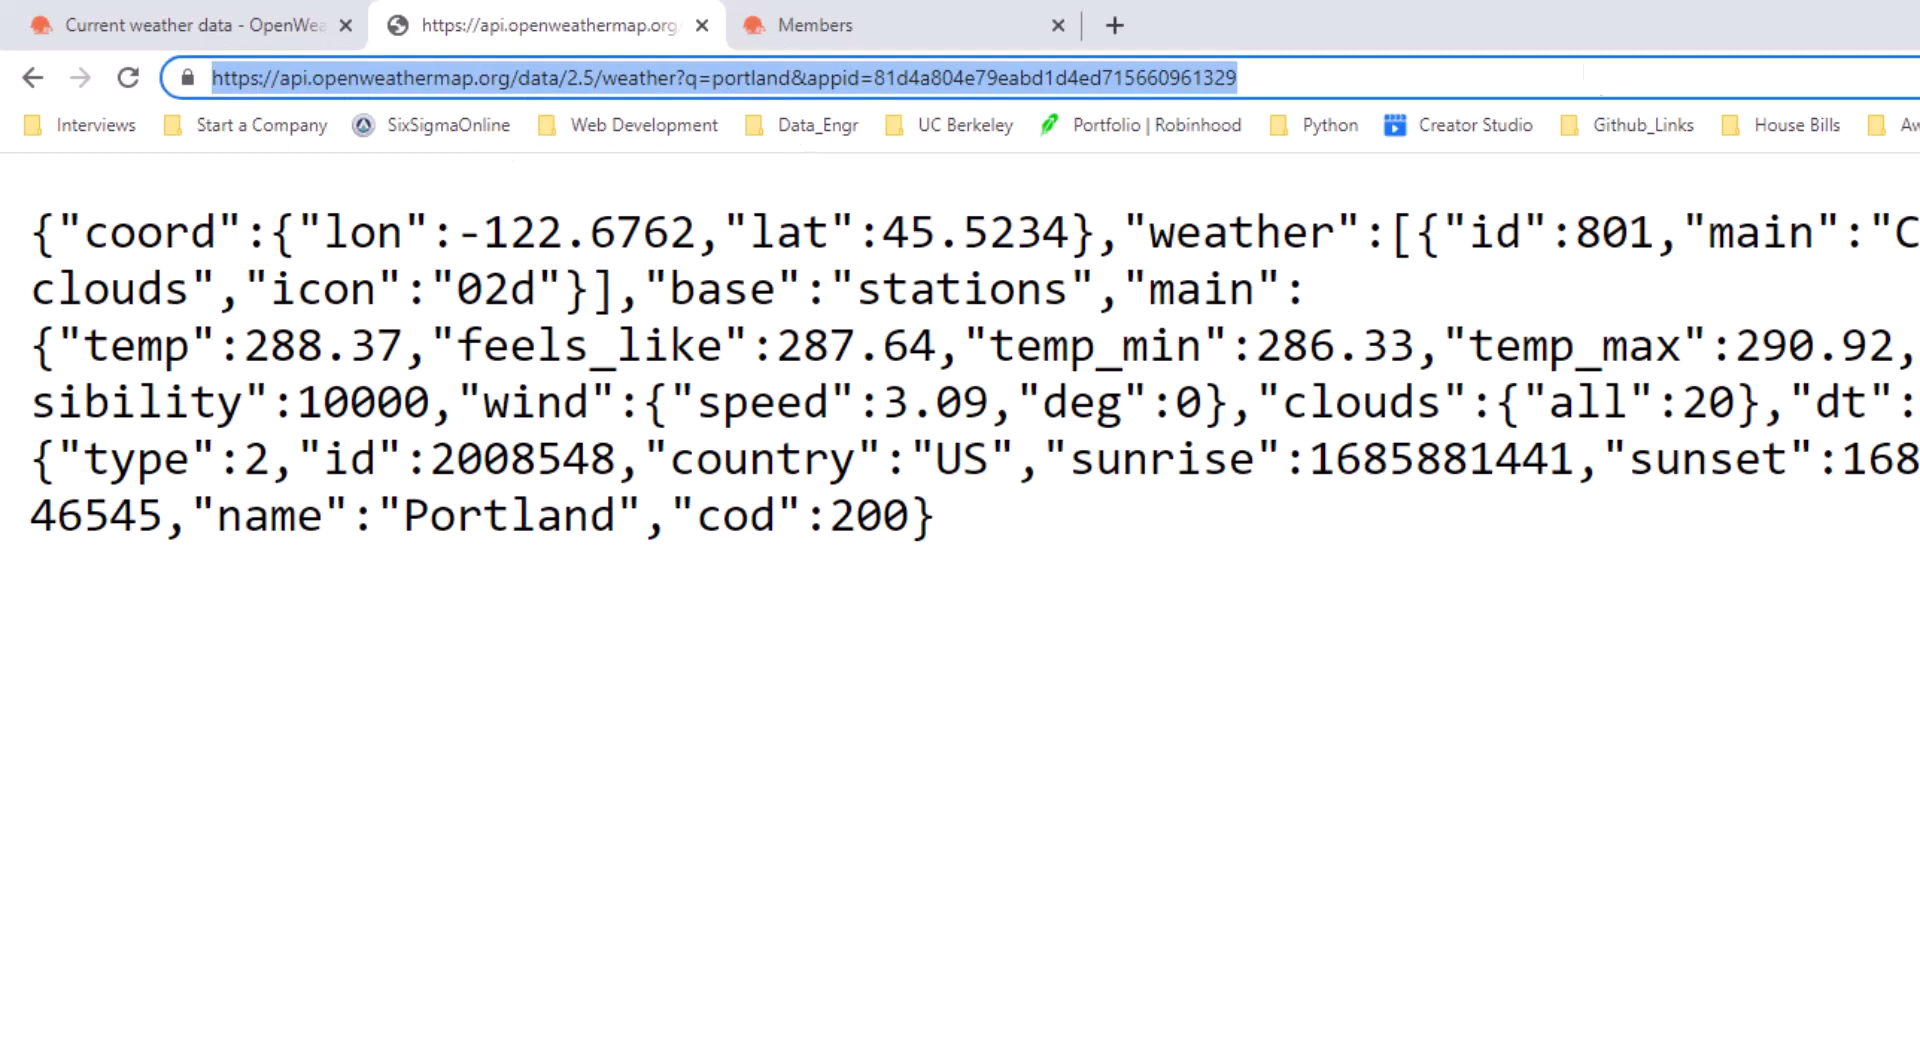 Current weather data - OpenWea
https://api.openweathermap.org/
Members
https://api.openweathermap.org/data/2.5/weather?q=portland&appid=81d4a804e79eabd1d4ed715660961329
Interviews Start a Company SixSigmaOnline Web Development Data_Engr UC Berkeley Portfolio | Robinhood Python Creator Studio Github_Links House Bills Aw
{"coord":{"lon":-122.6762,"lat":45.5234},"weather":[{"id":801,"main":"C
clouds","icon":"02d"}],"base":"stations","main":
{"temp":288.37,"feels_like":287.64,"temp_min":286.33,"temp_max":290.92,
sibility":10000,"wind":{"speed":3.09,"deg":0},"clouds":{"all":20},"dt":
{"type":2,"id":2008548,"country":"US","sunrise":1685881441,"sunset":168
46545,"name":"Portland","cod":200}